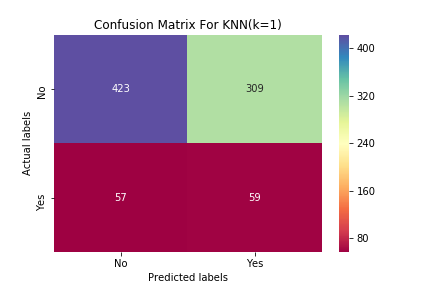 Confusion Matrix For KNN(k=1)
Actual labels
No
Yes
423
309
57
59
No
Yes
Predicted labels
400
320
240
160
80